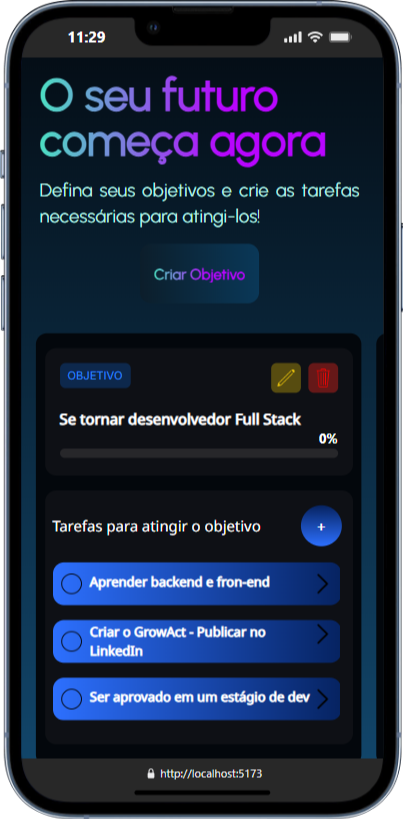 11:29
O seu futuro
começa agora
Defina seus objetivos e crie as tarefas
necessárias para atingi-los!
Criar Objetivo
OBJETIVO
Se tornar desenvolvedor Full Stack
0%
Tarefas para atingir o objetivo
+
Aprender backend e fron-end
Criar o GrowAct - Publicar no
LinkedIn
Ser aprovado em um estágio de dev
http://localhost:5173